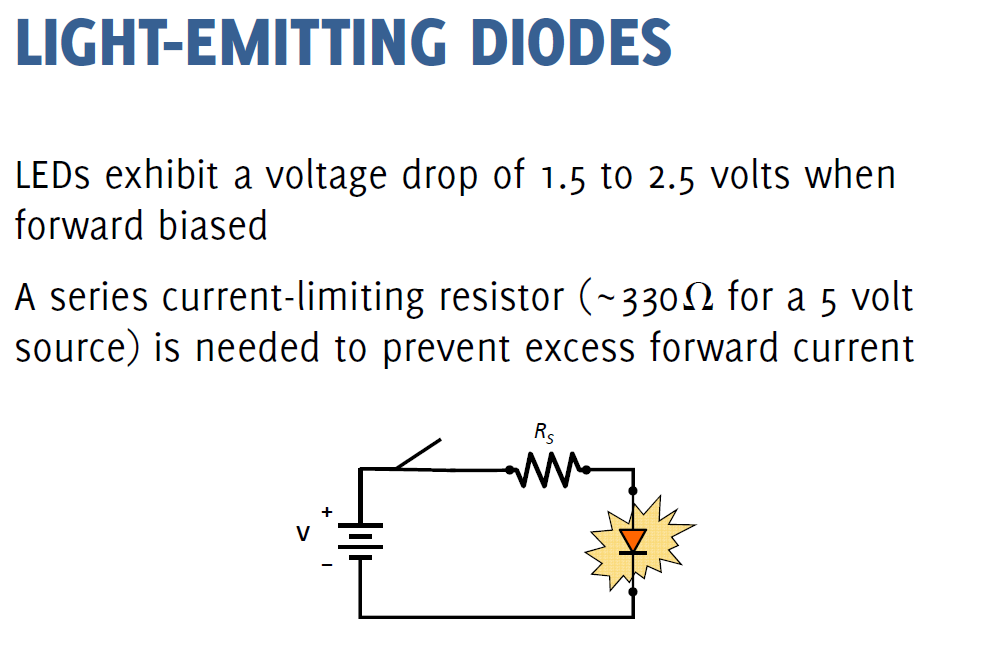 LIGHT-EMITTING DIODES
LEDs exhibit a voltage drop of 1.5 to 2.5 volts when
forward biased
A series current-limiting resistor (~330Ω for a 5 volt
source) is needed to prevent excess forward current
RS
+
V
−